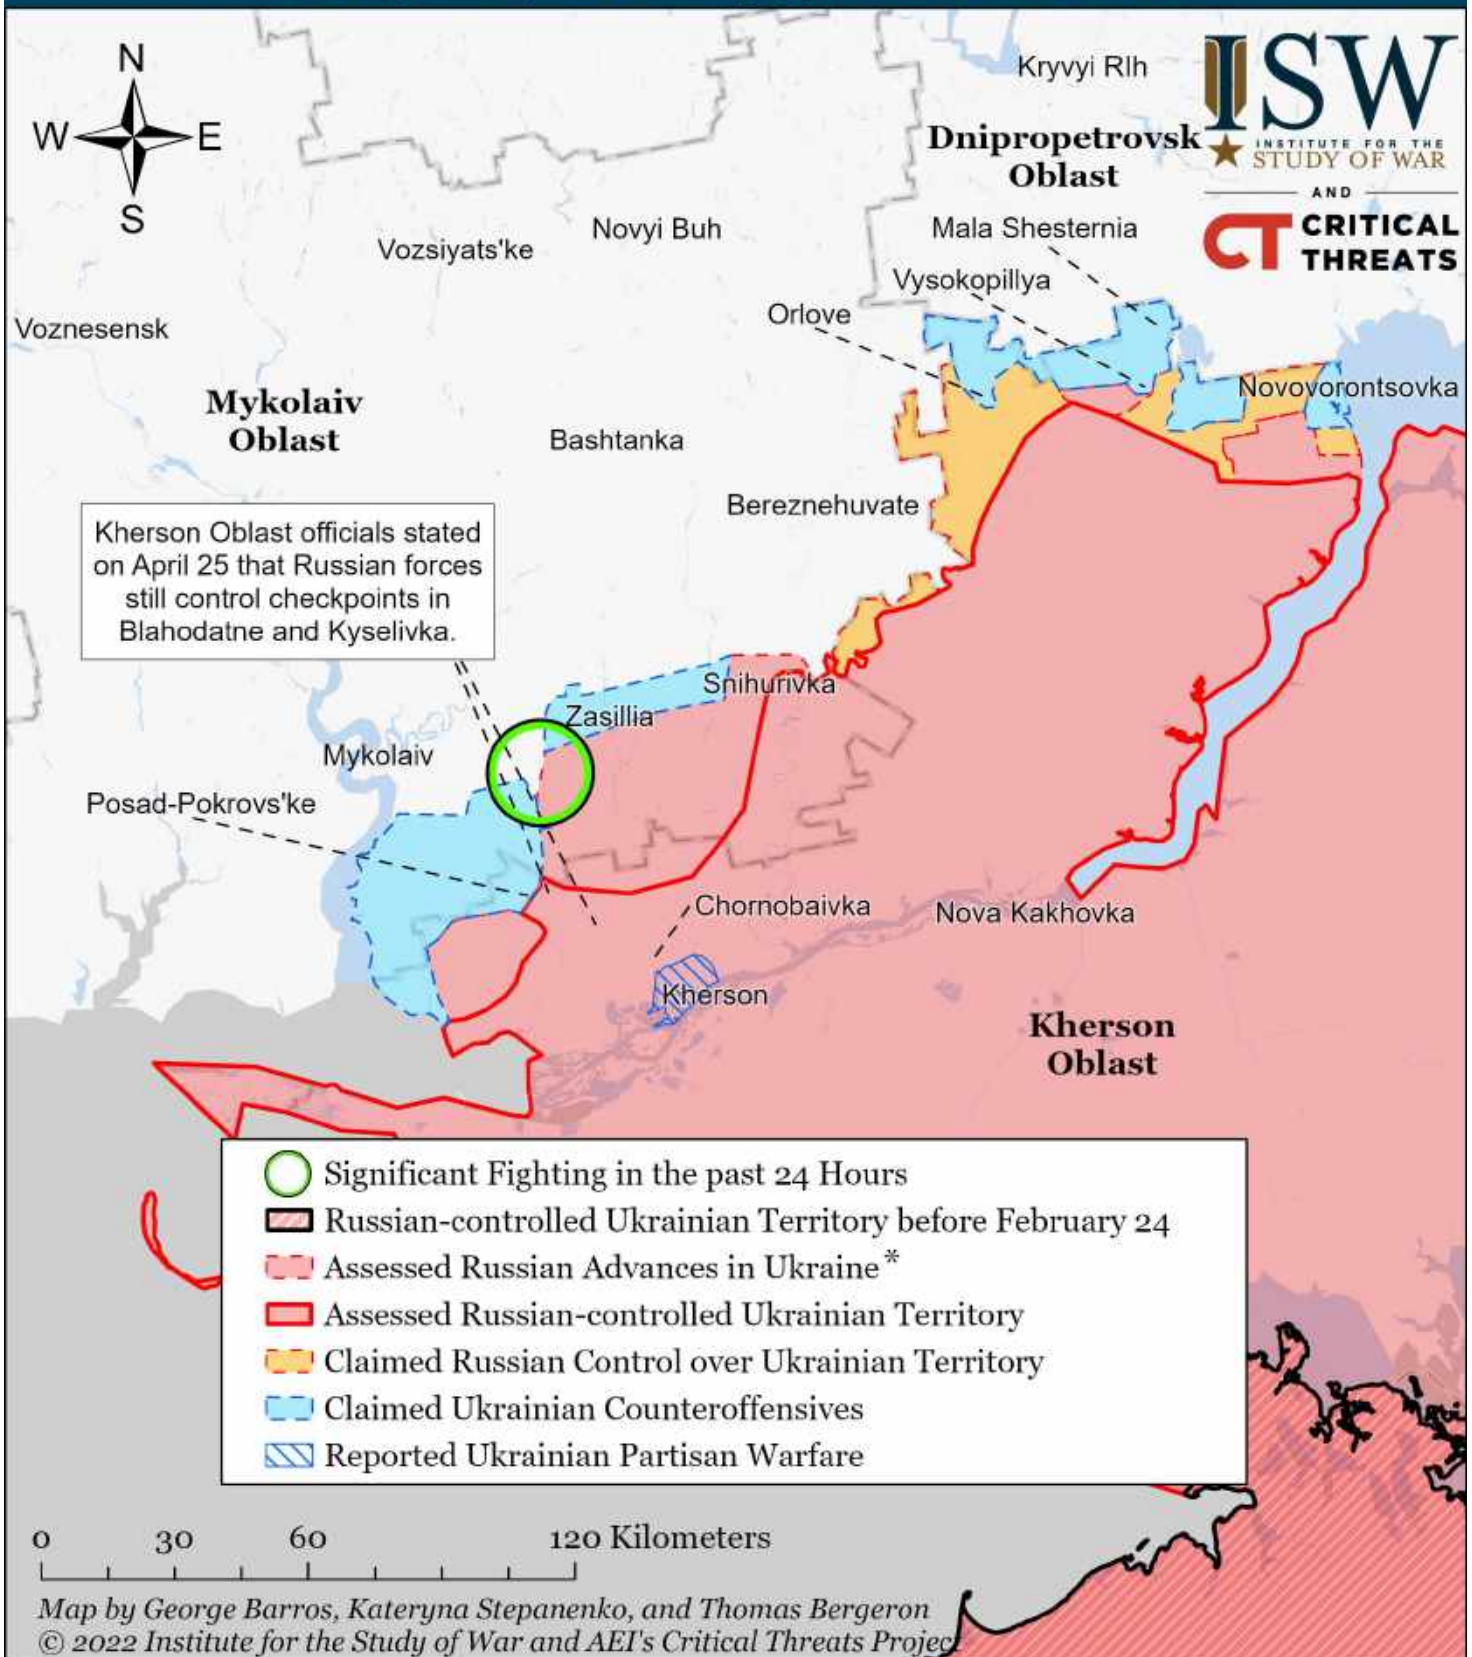 N
W E
S
Kryvyi RIh
ISW
INSTITUTE FOR THE
STUDY OF WAR
AND
CT CRITICAL
THREATS
Dnipropetrovsk
Oblast
Mala Shesternia
Novyi Buh
Vozsiyats'ke
Vysokopillya
Orlove
Voznesensk
Novovorontsovka
Mykolaiv
Oblast
Bashtanka
Bereznehuvate
Kherson Oblast officials stated
on April 25 that Russian forces
still control checkpoints in
Blahodatne and Kyselivka.
Snihurivka
Zasillia
Mykolaiv
Posad-Pokrovs'ke
Chornobaivka
Nova Kakhovka
Kherson
Kherson
Oblast
Significant Fighting in the past 24 Hours
Russian-controlled Ukrainian Territory before February 24
Assessed Russian Advances in Ukraine*
Assessed Russian-controlled Ukrainian Territory
Claimed Russian Control over Ukrainian Territory
Claimed Ukrainian Counteroffensives
Reported Ukrainian Partisan Warfare
0 30 60 120 Kilometers
Map by George Barros, Kateryna Stepanenko, and Thomas Bergeron
© 2022 Institute for the Study of War and AEI's Critical Threats Project